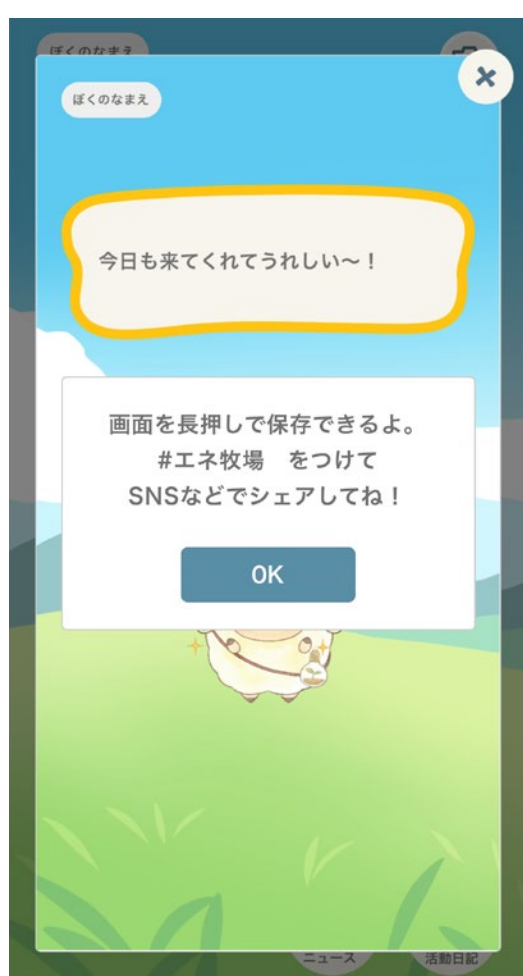 ぼくのなまえ
ぼくのなまえ
今日も来てくれてうれしい〜！
画面を長押しで保存できるよ。
#エネ牧場　をつけて
SNSなどでシェアしてね！
OK
ニュース
活動日記